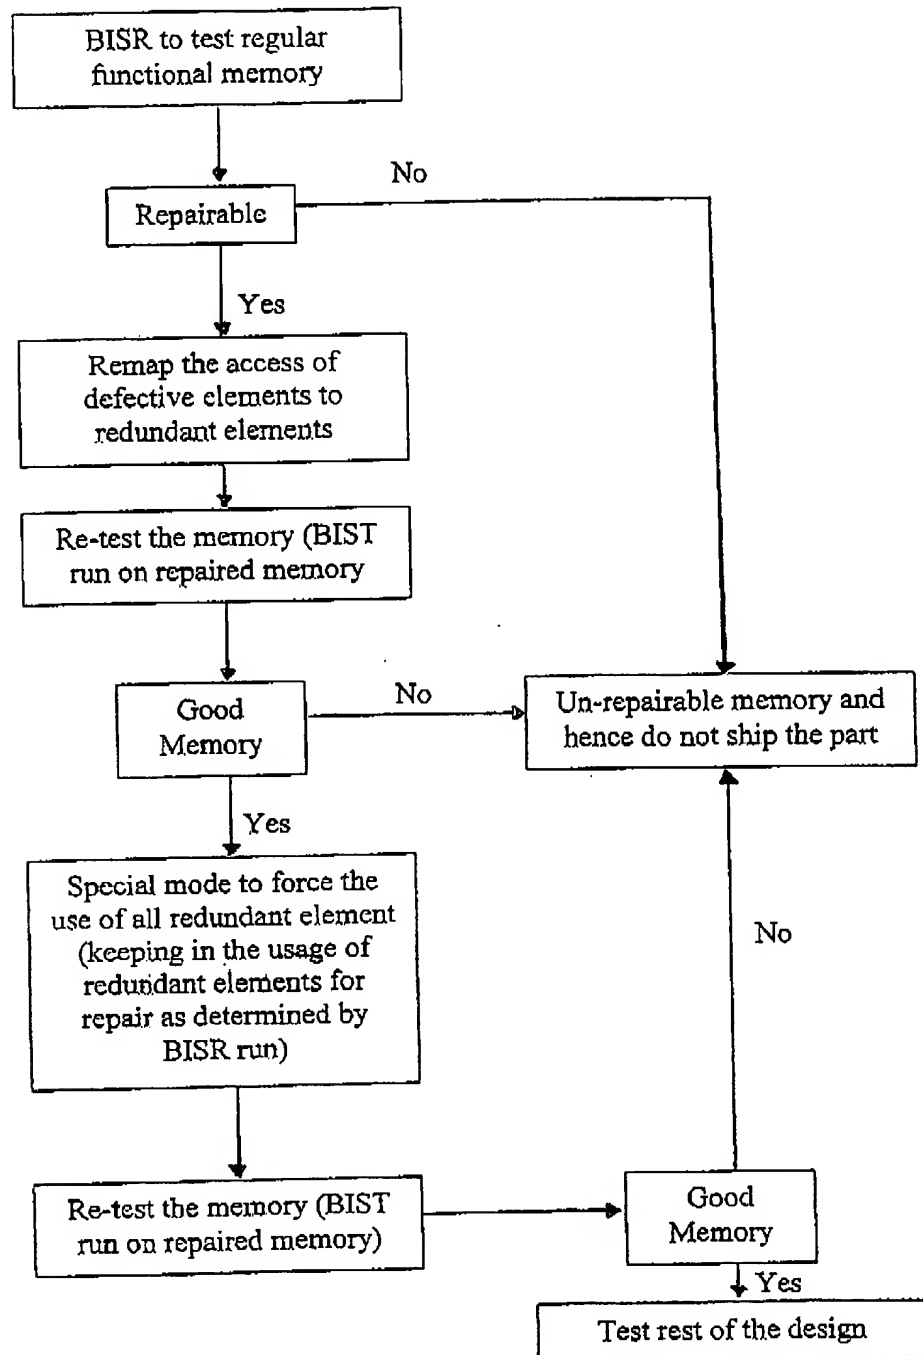 BISR to test regular
functional memory
No
Repairable
Yes
Remap the access of
defective elements to
redundant elements
Re-test the memory (BIST
run on repaired memory
Good
Memory
No
Un-repairable memory and
hence do not ship the part
Yes
Special mode to force the
use of all redundant element
(keeping in the usage of
redundant elements for
repair as determined by
BISR run)
No
Re-test the memory (BIST
run on repaired memory)
Good
Memory
Yes
Test rest of the design